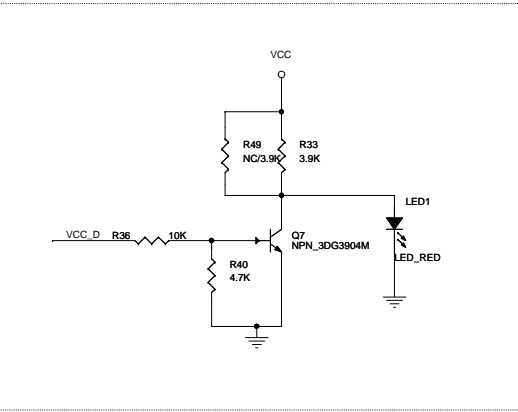 VCC
R49
NC/3.9K
R33
3.9K
LED1
VCC_D
R36
10K
Q7
NPN_3DG3904M
LED_RED
R40
4.7K